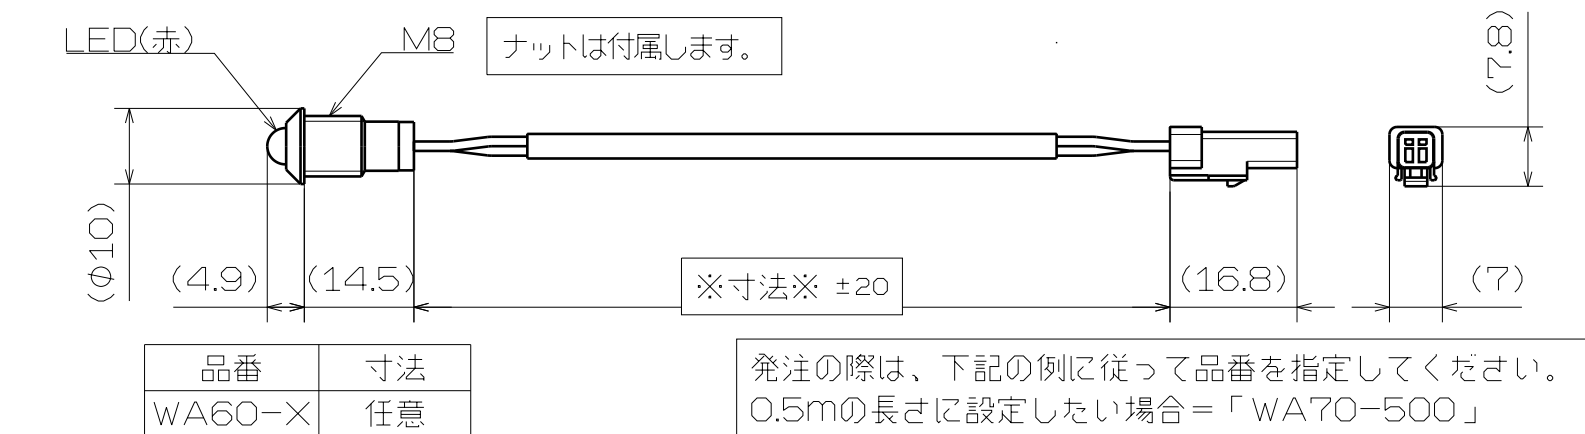 LED(赤)
M8
ナットは付属します。
(7.8)
(φ10)
(4.9)
(14.5)
※寸法※ ±20
(16.8)
(7)
品番 寸法
WA60-X 任意
発注の際は、下記の例に従って品番を指定してください。
0.5mの長さに設定したい場合=「WA70-500」